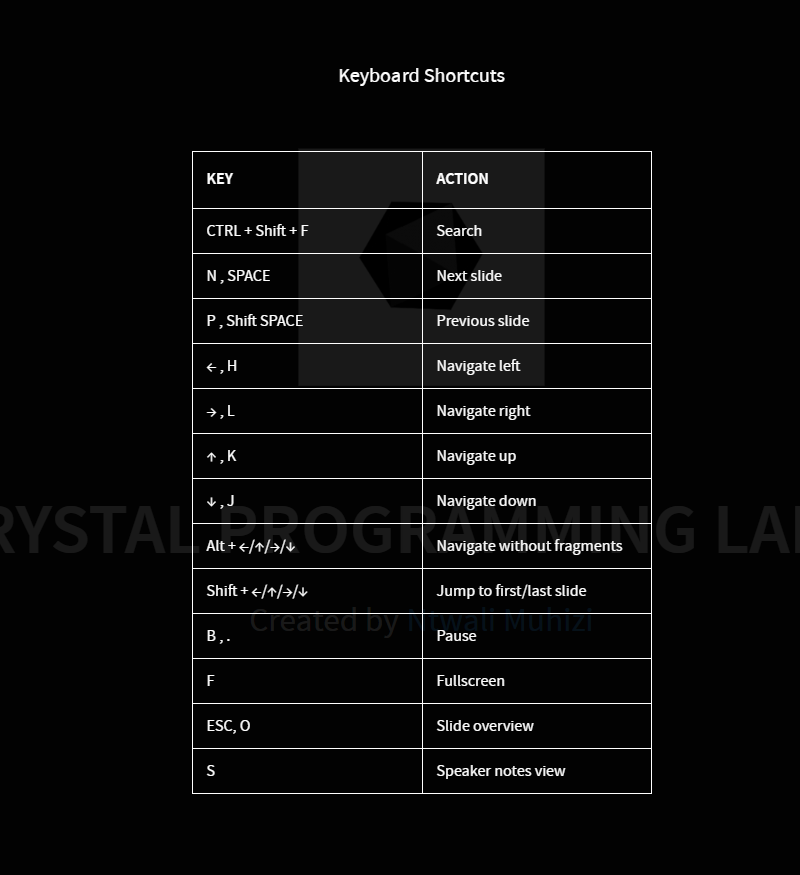 Keyboard Shortcuts
KEY ACTION
CTRL + Shift + F Search
N , SPACE Next slide
P , Shift SPACE Previous slide
← , H Navigate left
→ , L Navigate right
↑ , K Navigate up
↓ , J Navigate down
RYSTAL PROGRAMMING LAN
Alt + ←/↑/→/↓ Navigate without fragments
Shift + ←/↑/→/↓ Jump to first/last slide
Created by Ntwali Muhizi
B , . Pause
F Fullscreen
ESC, O Slide overview
S Speaker notes view